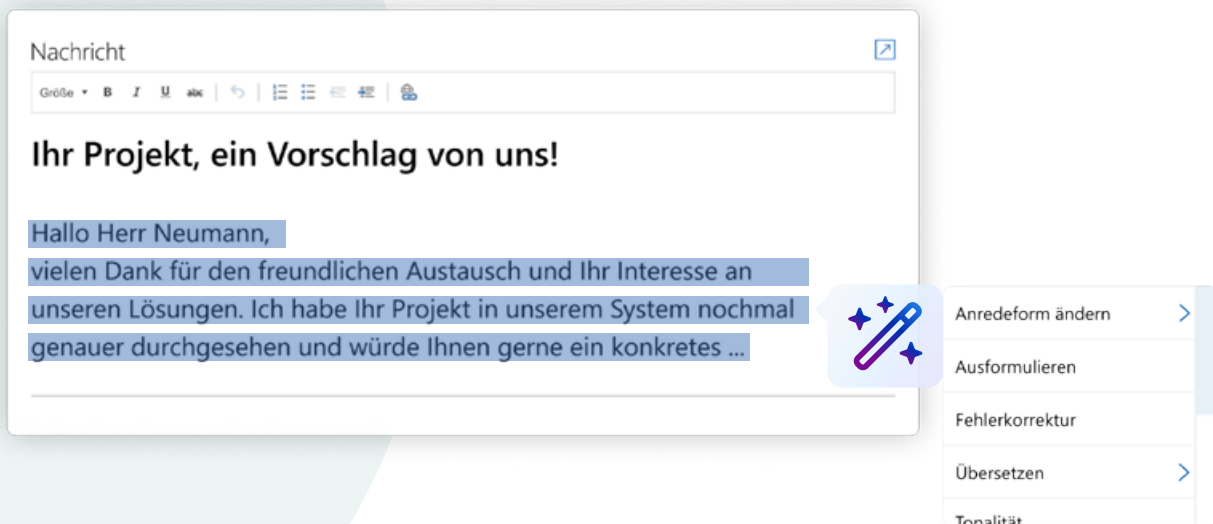 Nachricht
Größe B I U abc
Ihr Projekt, ein Vorschlag von uns!
Hallo Herr Neumann,
vielen Dank für den freundlichen Austausch und Ihr Interesse an
unseren Lösungen. Ich habe Ihr Projekt in unserem System nochmal
genauer durchgesehen und würde Ihnen gerne ein konkretes ...
Anredeform ändern
Ausformulieren
Fehlerkorrektur
Übersetzen
Tonalität